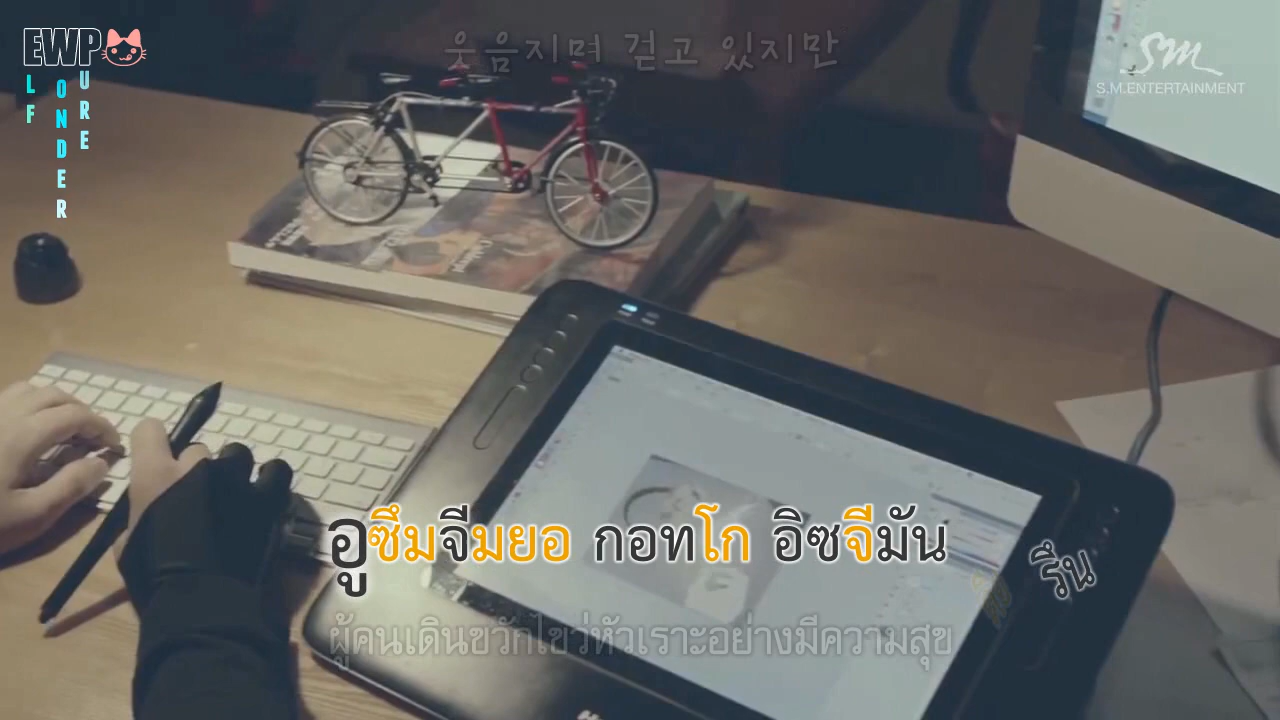 EWP
LF
ONDER
URE
웃음지며 걷고 있지만
SM
S.M.ENTERTAINMENT
อูซึมจีมยอ กอทโก อิซจีมัน
รึน
ผู้คนเดินขวักไขว่หัวเราะอย่างมีความสุข